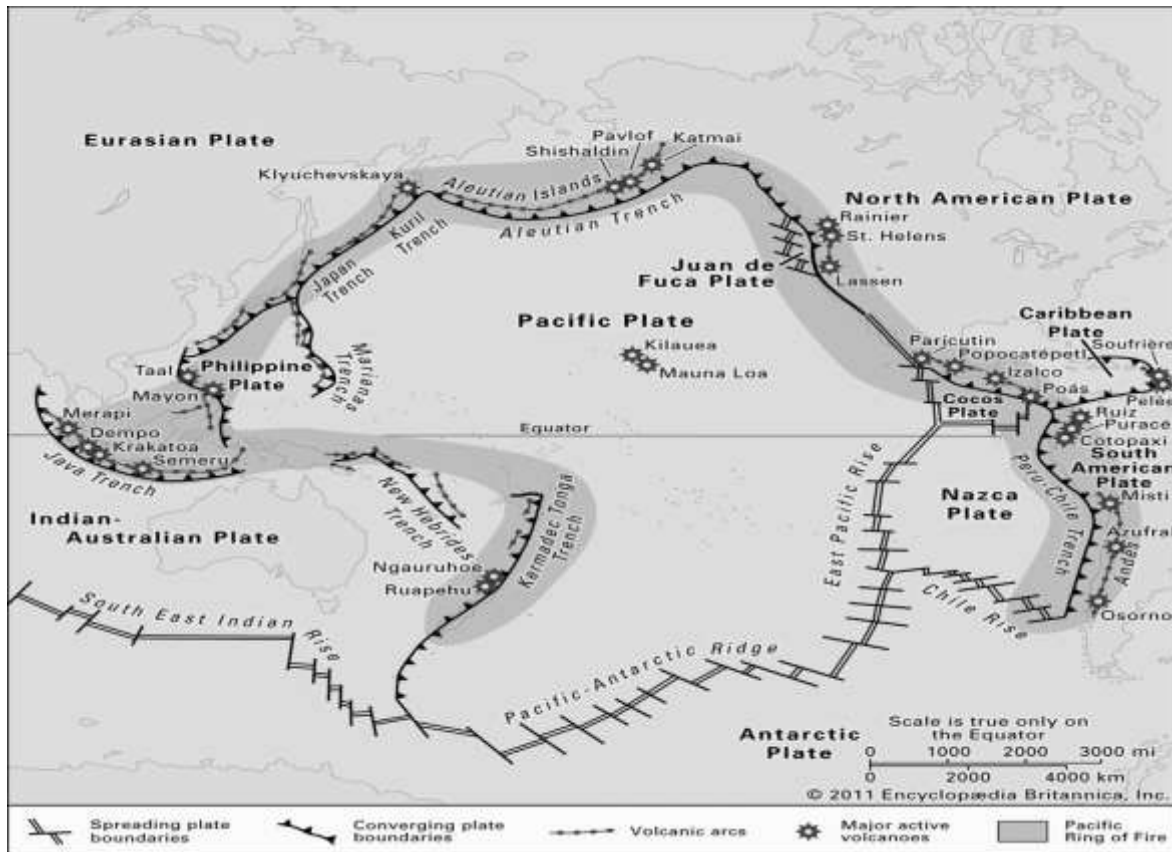 Eurasian Plate
Pavlof
Katmai
Shishaldin
Klyuchevskaya
Aleutian Islands
Aleutian Trench
Kuril
Trench
Japan
Trench
North American Plate
Rainier
St. Helens
Juan de
Fuca Plate
Lassen
Pacific Plate
Caribbean
Plate
Soufrière
Kilauea
Mauna Loa
Paricutín
Popocatépetl
Izalco
Poás
Pelée
Taal
Philippine
Plate
Mayon
Marianas
Trench
Cocos
Plate
Ruiz
Puracé
Cotopaxi
Merapi
Dempo
Krakatoa
Semeru
Java Trench
Equator
South
American
Plate
Misti
Peru-Chile Trench
Nazca
Plate
Azufral
Andes
Osorno
Indian-
Australian Plate
New Hebrides
Trench
Karmadec Tonga
Trench
Ngauruhoe
Ruapehu
East Pacific Rise
Chile Rise
South East Indian
Rise
Pacific-Antarctic Ridge
Antarctic
Plate
Scale is true only on
the Equator
0 1000 2000 3000 mi
0 2000 4000 km
© 2011 Encyclopædia Britannica, Inc.
Spreading plate
boundaries
Converging plate
boundaries
Volcanic arcs
Major active
volcanoes
Pacific
Ring of Fire